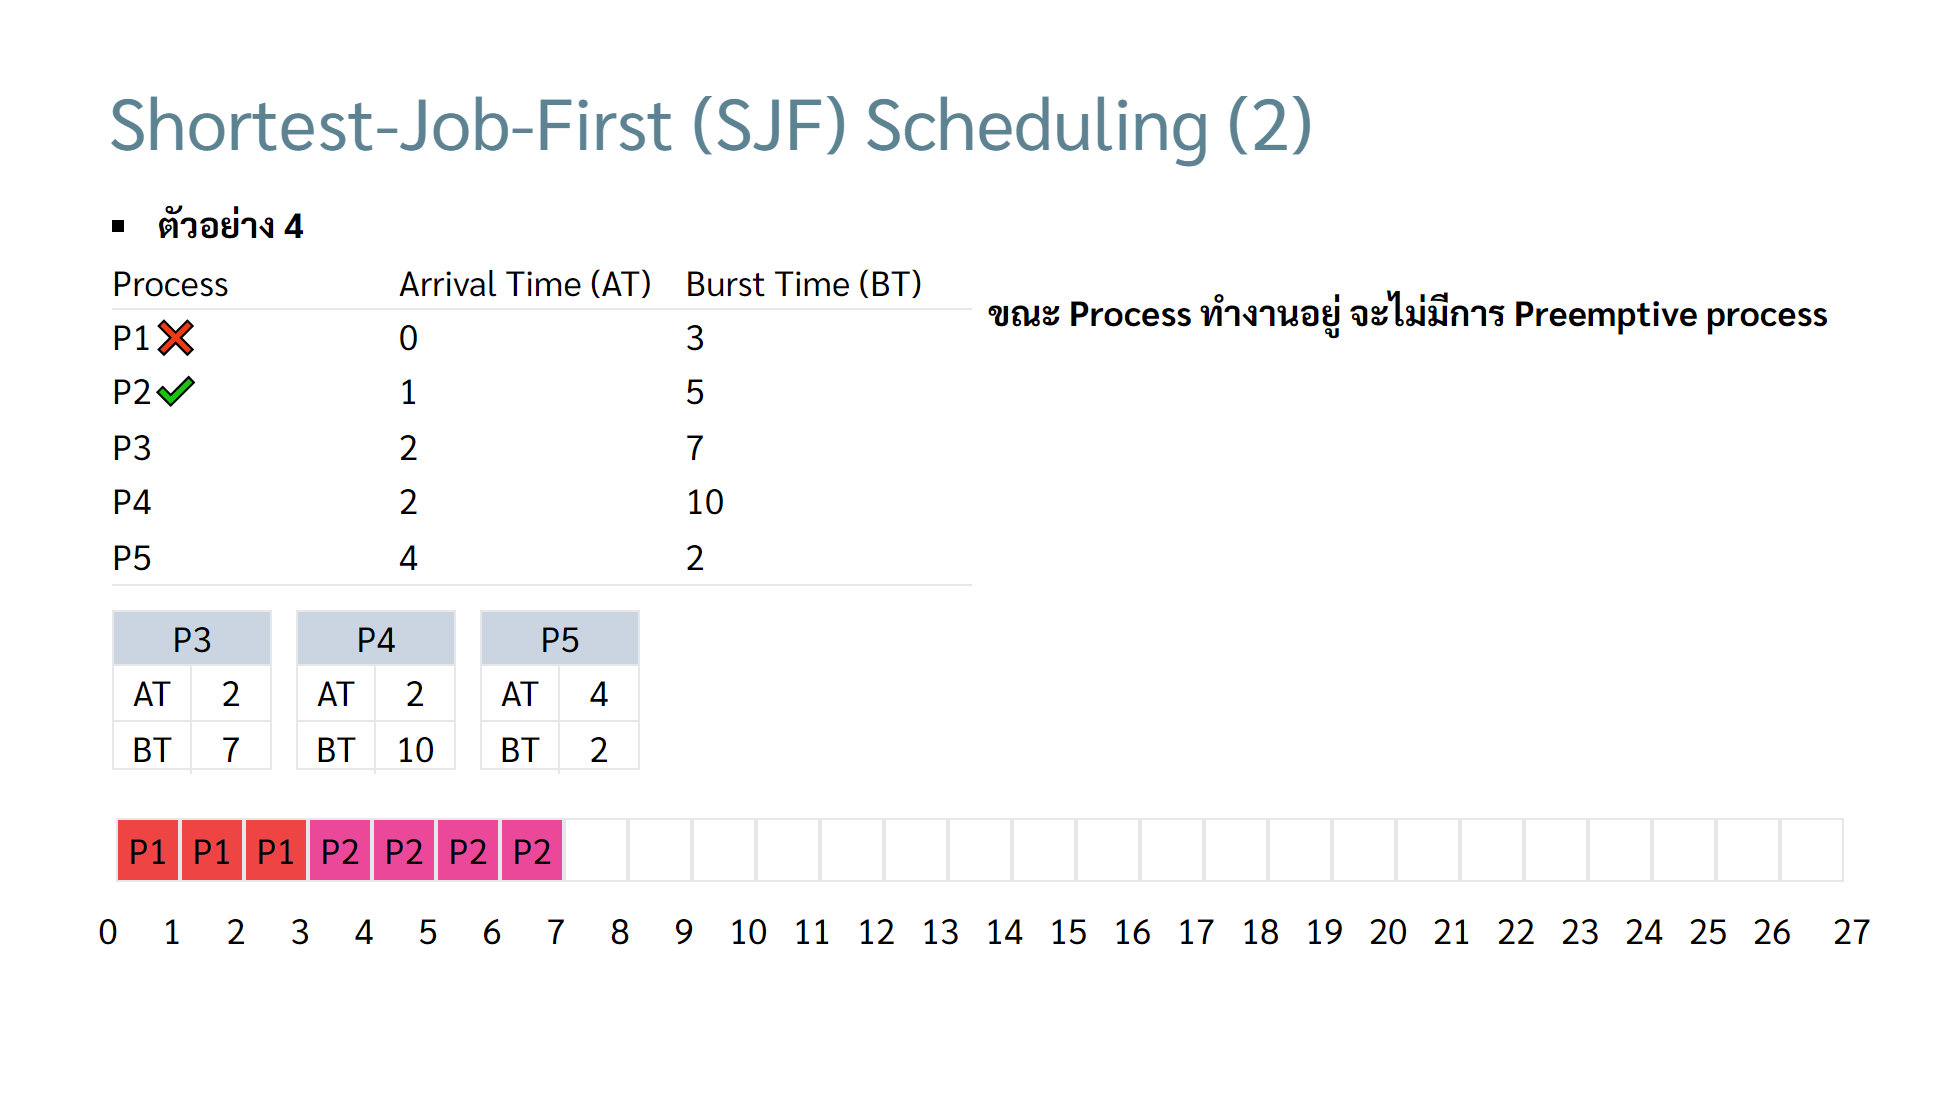 Shortest-Job-First (SJF) Scheduling (2)
ตัวอย่าง 4
Process Arrival Time (AT) Burst Time (BT)
ขณะ Process ทำงานอยู่ จะไม่มีการ Preemptive process
P1 0 3
P2 1 5
P3 2 7
P4 2 10
P5 4 2
P3 P4 P5
AT 2 AT 2 AT 4
BT 7 BT 10 BT 2
P1 P1 P1 P2 P2 P2 P2
0 1 2 3 4 5 6 7 8 9 10 11 12 13 14 15 16 17 18 19 20 21 22 23 24 25 26 27